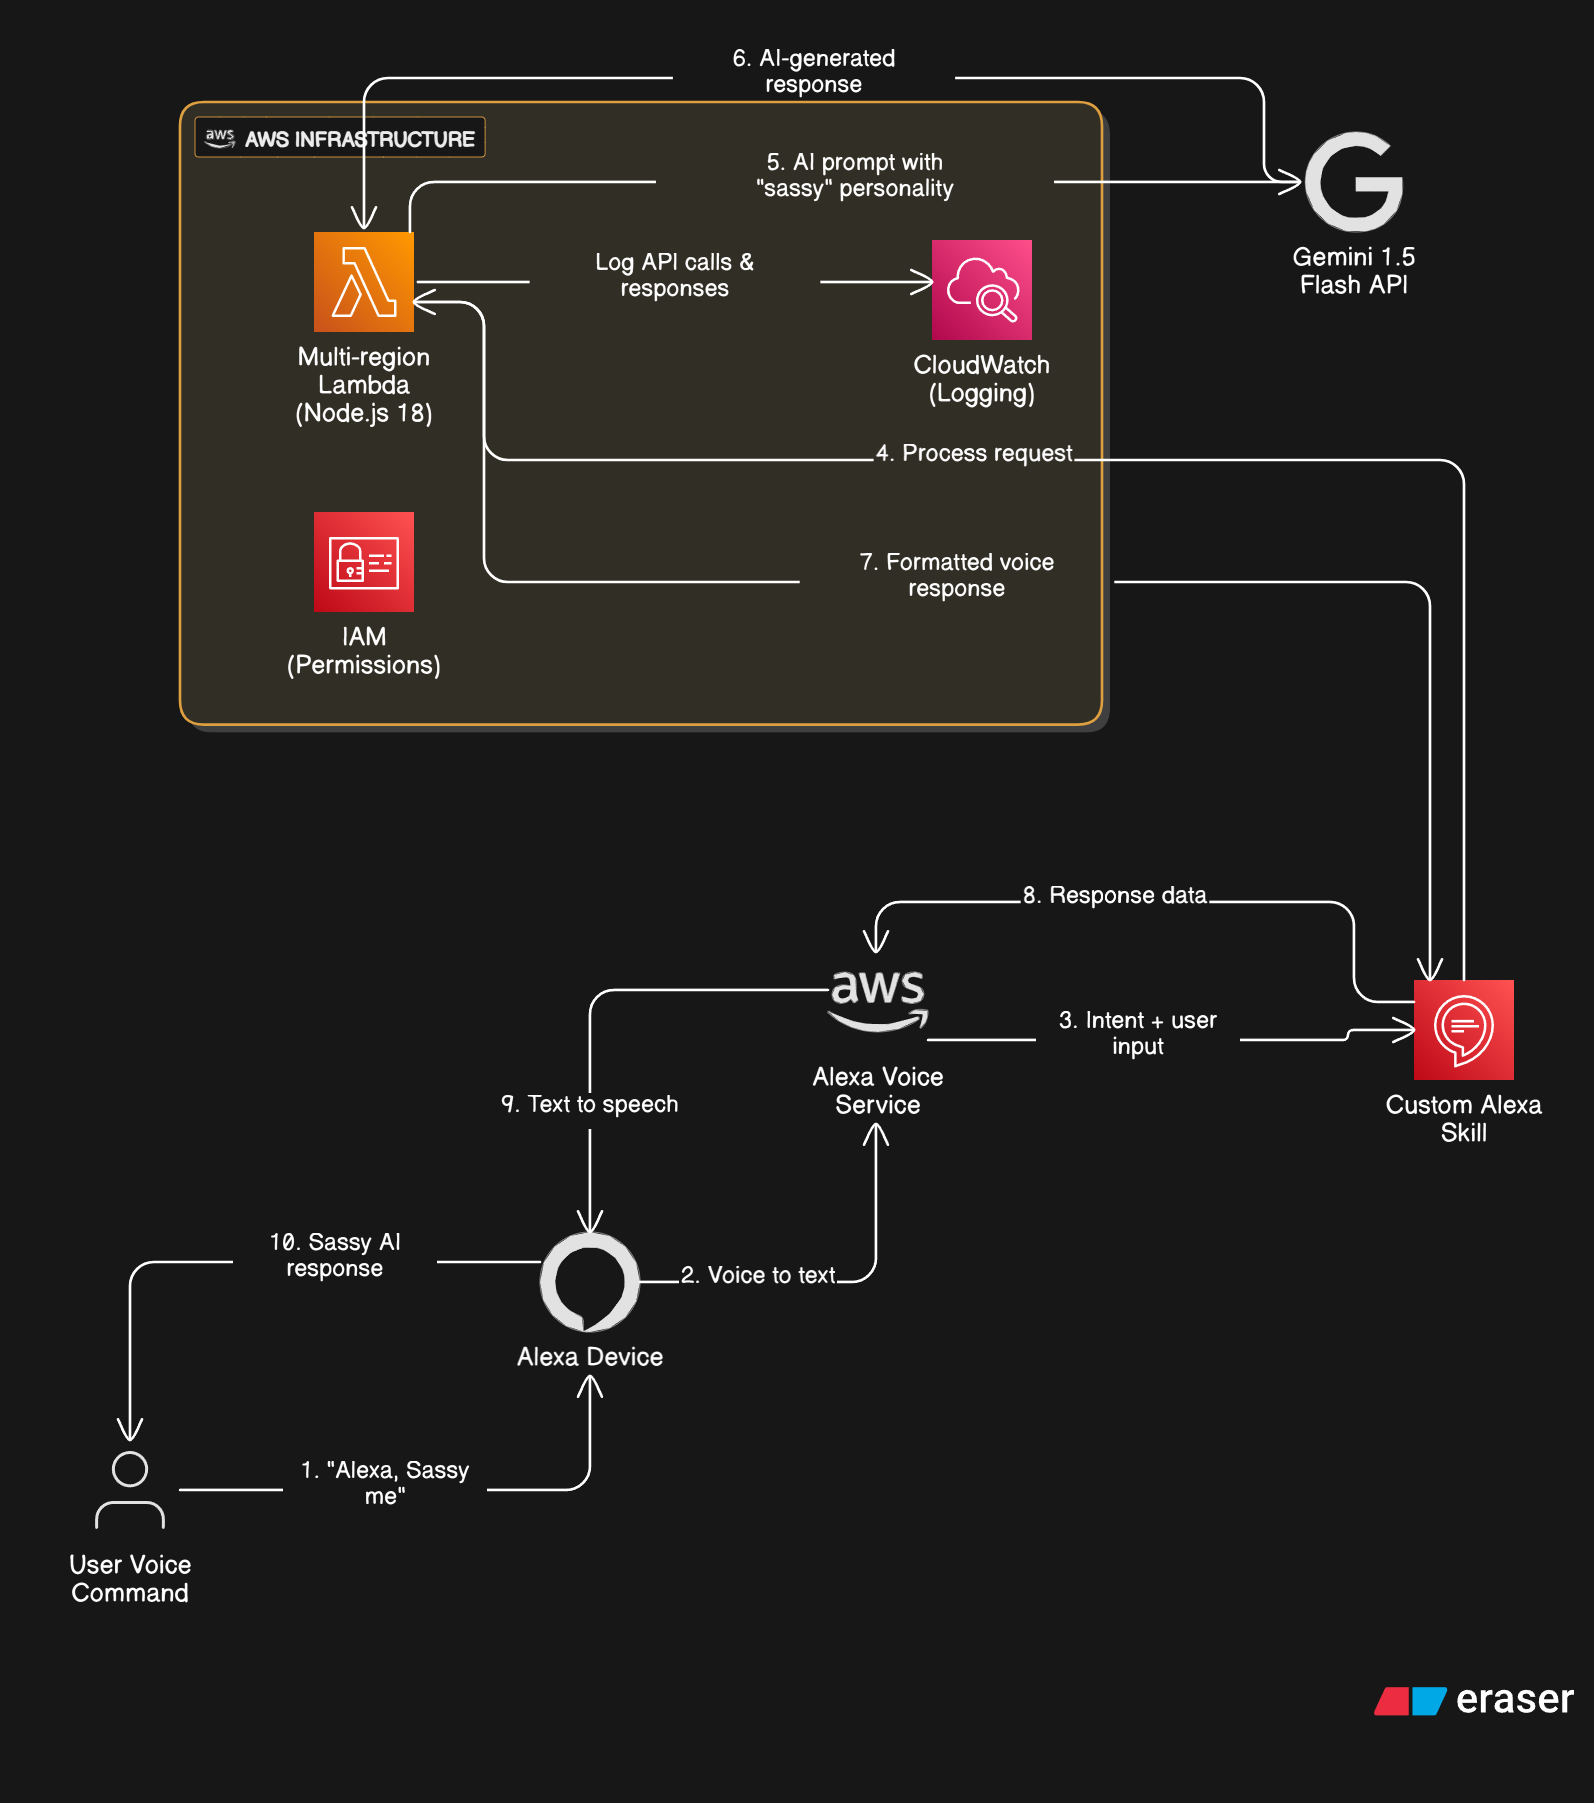 6. AI-generated
response
aws AWS INFRASTRUCTURE
5. AI prompt with
"sassy" personality
Log API calls &
responses
Gemini 1.5
Flash API
Multi-region
Lambda
(Node.js 18)
CloudWatch
(Logging)
4. Process request
7. Formatted voice
response
IAM
(Permissions)
8. Response data
aws
3. Intent + user
input
Alexa Voice
Service
9. Text to speech
Custom Alexa
Skill
10. Sassy AI
response
2. Voice to text
Alexa Device
1. "Alexa, Sassy
me"
User Voice
Command
eraser